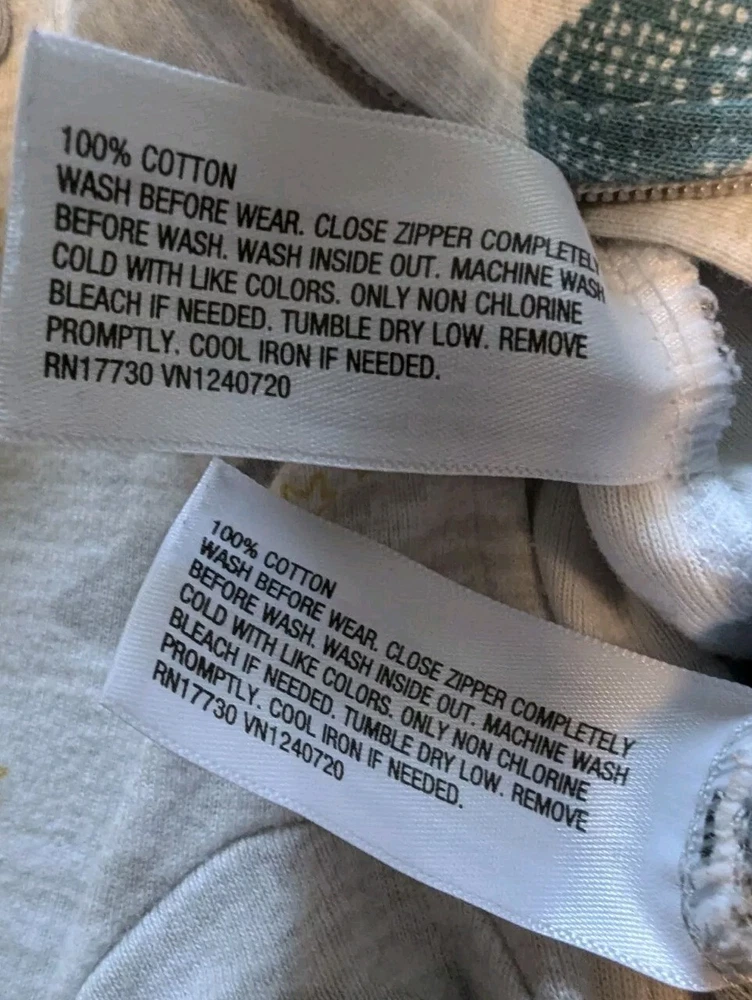 100% COTTON
WASH BEFORE WEAR. CLOSE ZIPPER COMPLETELY
BEFORE WASH. WASH INSIDE OUT. MACHINE WASH
COLD WITH LIKE COLORS. ONLY NON CHLORINE
BLEACH IF NEEDED. TUMBLE DRY LOW. REMOVE
PROMPTLY. COOL IRON IF NEEDED.
RN17730 VN1240720
100% COTTON
WASH BEFORE WEAR. CLOSE ZIPPER COMPLETELY
BEFORE WASH. WASH INSIDE OUT. MACHINE WASH
COLD WITH LIKE COLORS. ONLY NON CHLORINE
BLEACH IF NEEDED. TUMBLE DRY LOW. REMOVE
PROMPTLY. COOL IRON IF NEEDED.
RN17730 VN1240720